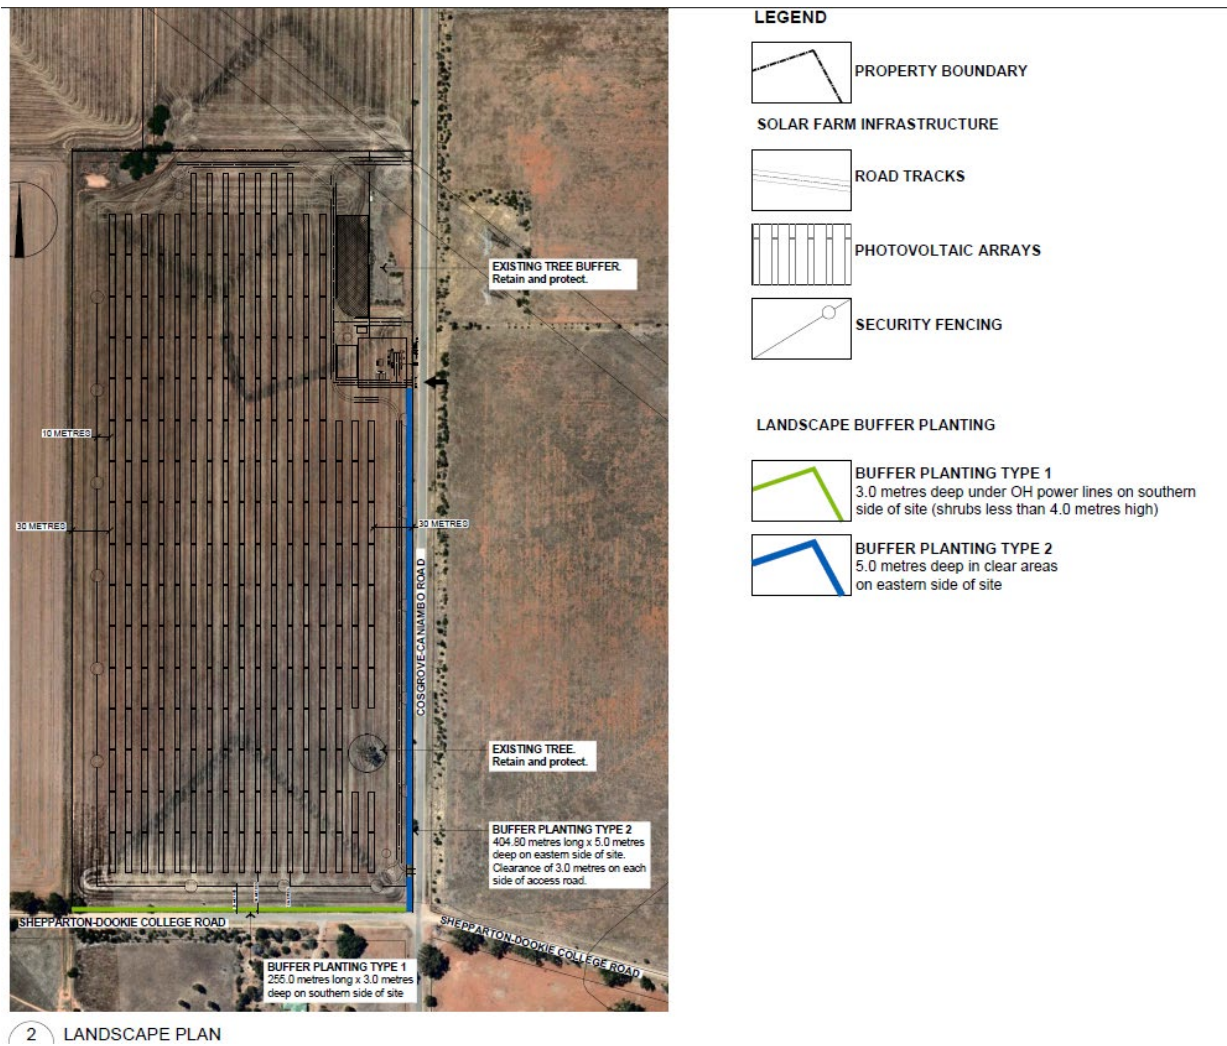 LEGEND
PROPERTY BOUNDARY
SOLAR FARM INFRASTRUCTURE
ROAD TRACKS
PHOTOVOLTAIC ARRAYS
SECURITY FENCING
LANDSCAPE BUFFER PLANTING
BUFFER PLANTING TYPE 1
3.0 metres deep under OH power lines on southern
side of site (shrubs less than 4.0 metres high)
BUFFER PLANTING TYPE 2
5.0 metres deep in clear areas
on eastern side of site
EXISTING TREE BUFFER.
Retain and protect.
10 METRES
30 METRES
30 METRES
COSGROVE-CANIAMBO ROAD
EXISTING TREE.
Retain and protect.
BUFFER PLANTING TYPE 2
404.80 metres long x 5.0 metres
deep on eastern side of site.
Clearance of 3.0 metres on each
side of access road.
SHEPPARTON-DOOKIE COLLEGE ROAD
SHEPPARTON-DOOKIE COLLEGE ROAD
BUFFER PLANTING TYPE 1
255.0 metres long x 3.0 metres
deep on southern side of site
2 LANDSCAPE PLAN